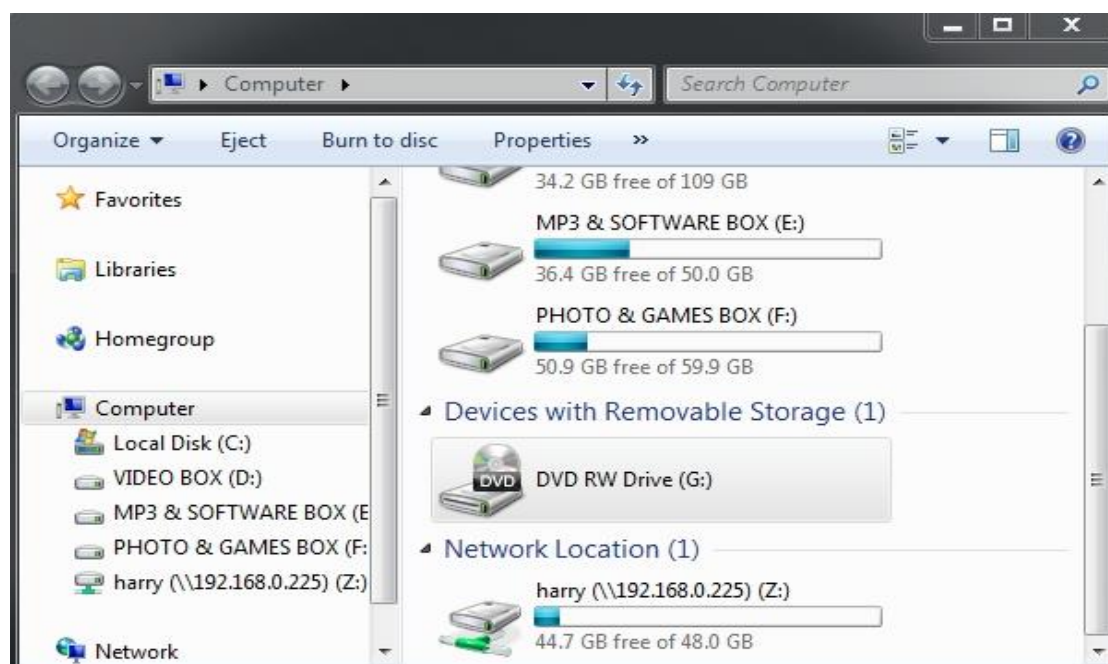 Computer
Search Computer
Organize Eject Burn to disc Properties »
Favorites
Libraries
Homegroup
Computer
Local Disk (C:)
VIDEO BOX (D:)
MP3 & SOFTWARE BOX (E
PHOTO & GAMES BOX (F:
harry (\\192.168.0.225) (Z:)
Network
34.2 GB free of 109 GB
MP3 & SOFTWARE BOX (E:)
36.4 GB free of 50.0 GB
PHOTO & GAMES BOX (F:)
50.9 GB free of 59.9 GB
Devices with Removable Storage (1)
DVD
DVD RW Drive (G:)
Network Location (1)
harry (\\192.168.0.225) (Z:)
44.7 GB free of 48.0 GB